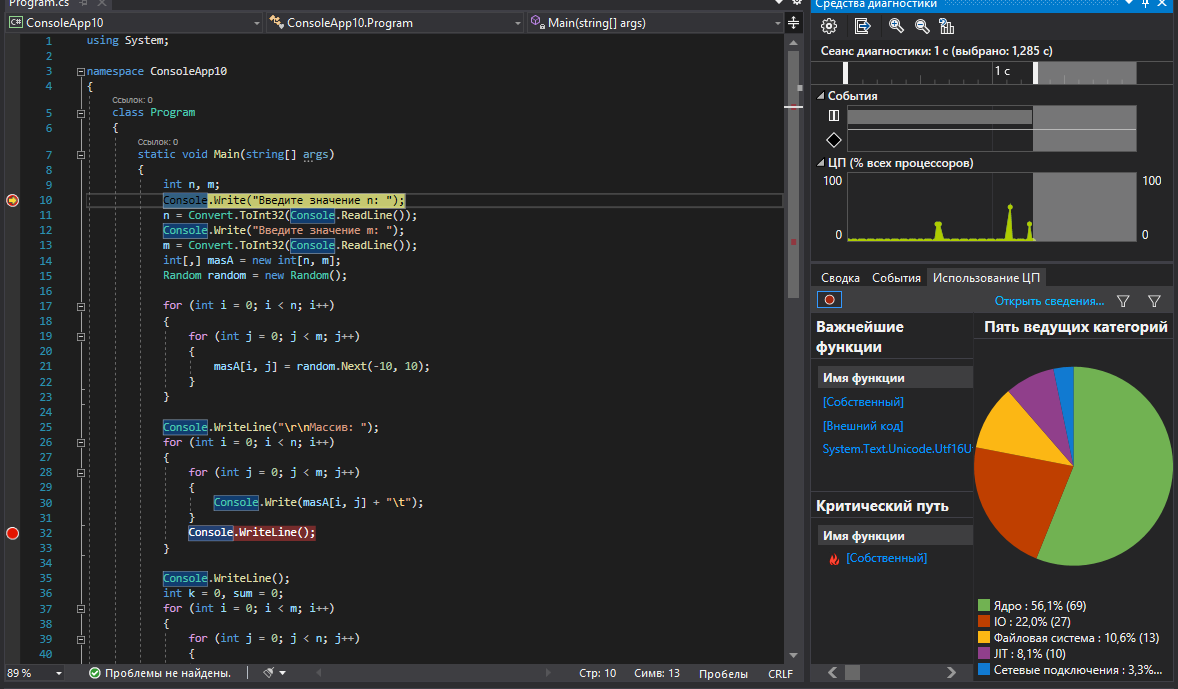 Program.cs
ConsoleApp10
ConsoleApp10.Program
Main(string[] args)
1 using System;
2
3 namespace ConsoleApp10
4 {
Ссылок: 0
5 class Program
6 {
Ссылок: 0
7 static void Main(string[] args)
8 {
9 int n, m;
10 Console.Write("Введите значение n: ");
11 n = Convert.ToInt32(Console.ReadLine());
12 Console.Write("Введите значение m: ");
13 m = Convert.ToInt32(Console.ReadLine());
14 int[,] masA = new int[n, m];
15 Random random = new Random();
16
17 for (int i = 0; i < n; i++)
18 {
19 for (int j = 0; j < m; j++)
20 {
21 masA[i, j] = random.Next(-10, 10);
22 }
23 }
24
25 Console.WriteLine("\r\nМассив: ");
26 for (int i = 0; i < n; i++)
27 {
28 for (int j = 0; j < m; j++)
29 {
30 Console.Write(masA[i, j] + "\t");
31 }
32 Console.WriteLine();
33 }
34
35 Console.WriteLine();
36 int k = 0, sum = 0;
37 for (int i = 0; i < m; i++)
38 {
39 for (int j = 0; j < n; j++)
40 {
89 %
Проблемы не найдены.
Стр: 10
Симв: 13
Пробелы
CRLF
Средства диагностики
Сеанс диагностики: 1 с (выбрано: 1,285 с)
1 с
События
ЦП (% всех процессоров)
100
100
0
0
Сводка
События
Использование ЦП
Открыть сведения...
Важнейшие функции
Имя функции
[Собственный]
[Внешний код]
System.Text.Unicode.Utf16U
Критический путь
Имя функции
[Собственный]
Пять ведущих категорий
Ядро : 56,1% (69)
IO : 22,0% (27)
Файловая система : 10,6% (13)
JIT : 8,1% (10)
Сетевые подключения : 3,3%...